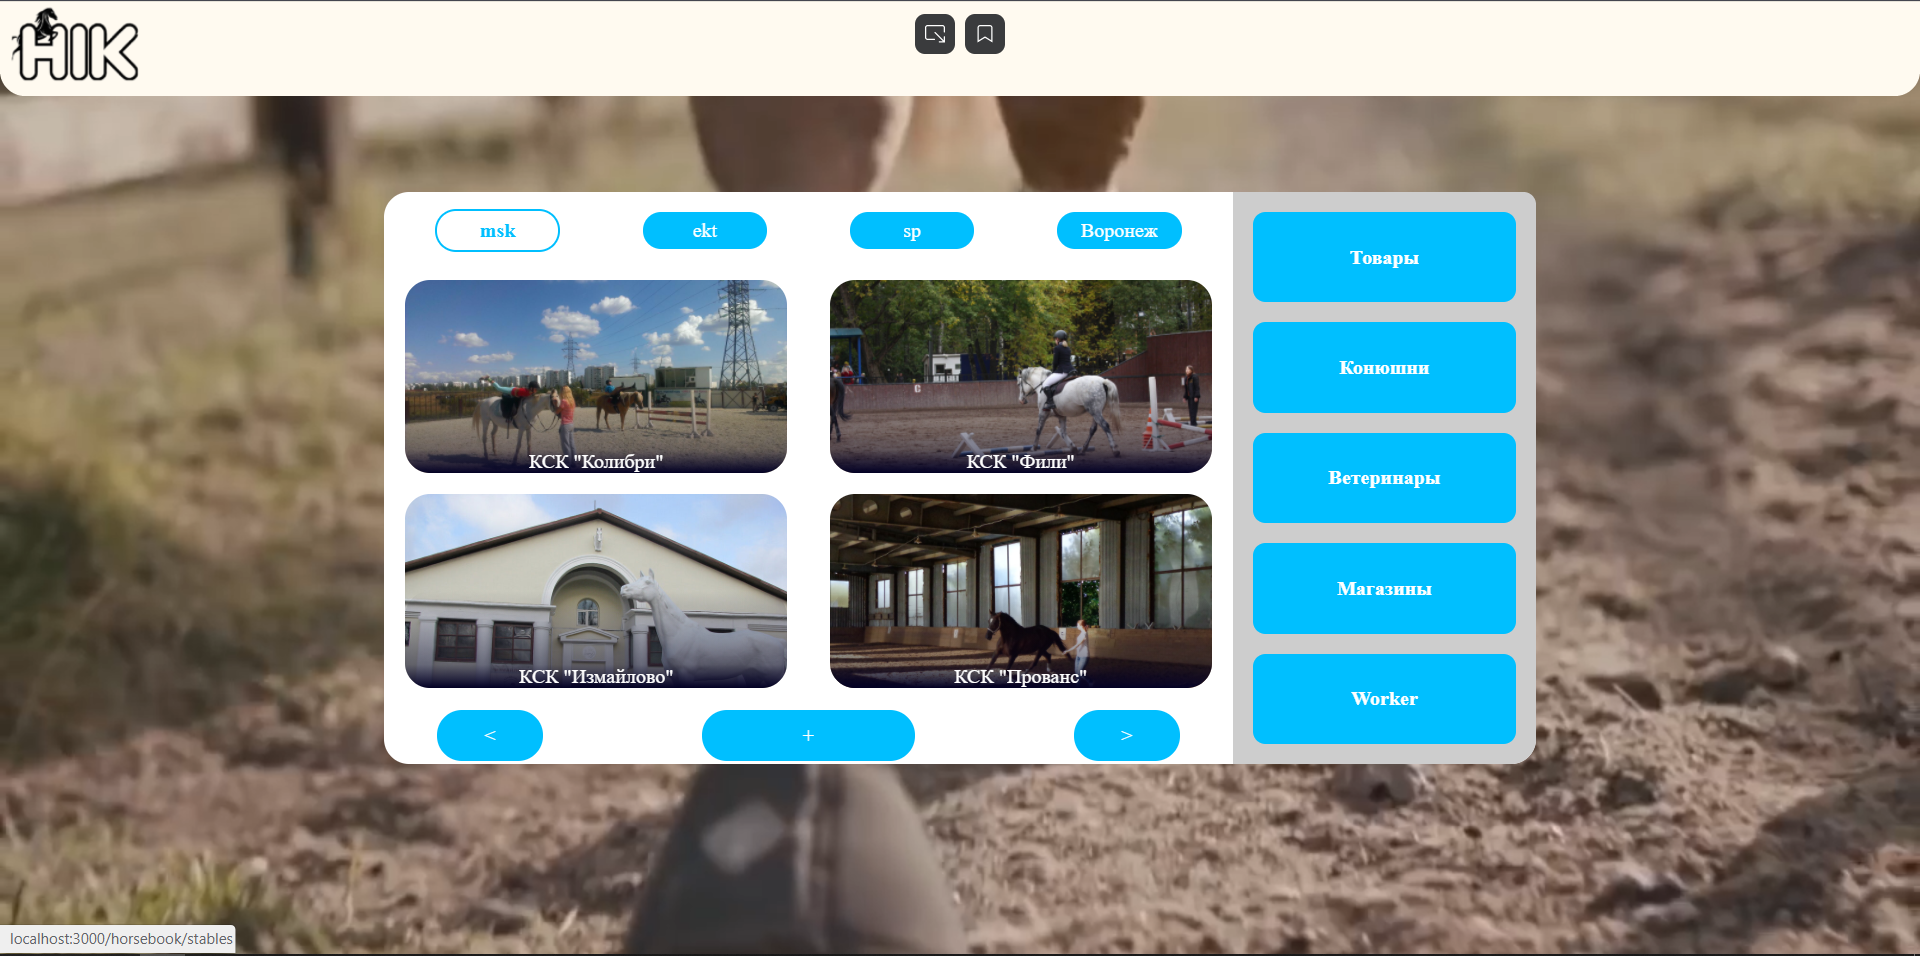 HIK
msk
ekt
sp
Воронеж
КСК "Колибри"
КСК "Фили"
КСК "Измайлово"
КСК "Прованс"
<
+
>
Товары
Конюшни
Ветеринары
Магазины
Worker
localhost:3000/horsebook/stables